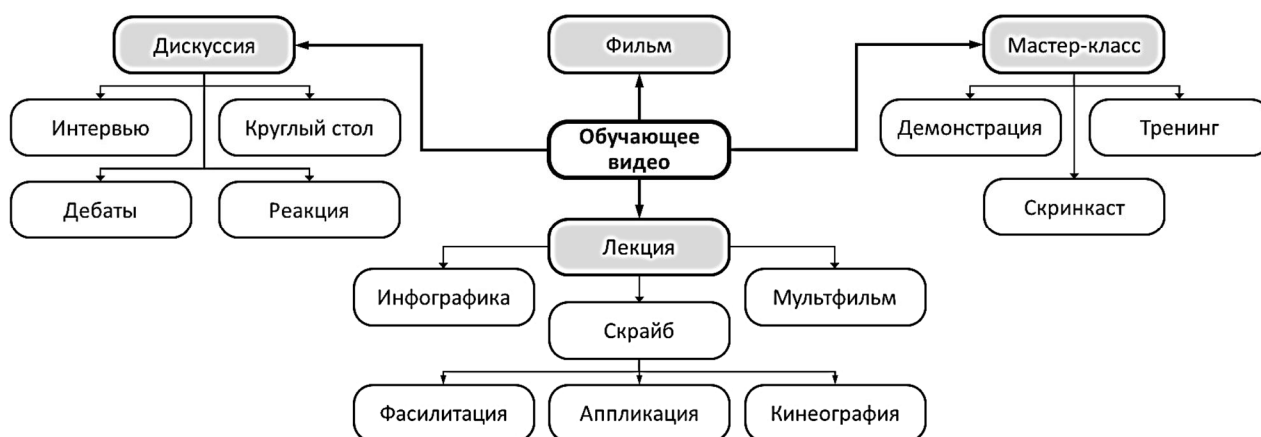 Дискуссия
Фильм
Мастер-класс
Интервью
Круглый стол
Обучающее
видео
Демонстрация
Тренинг
Дебаты
Реакция
Скринкаст
Лекция
Инфографика
Мультфильм
Скрайб
Фасилитация
Аппликация
Кинеография